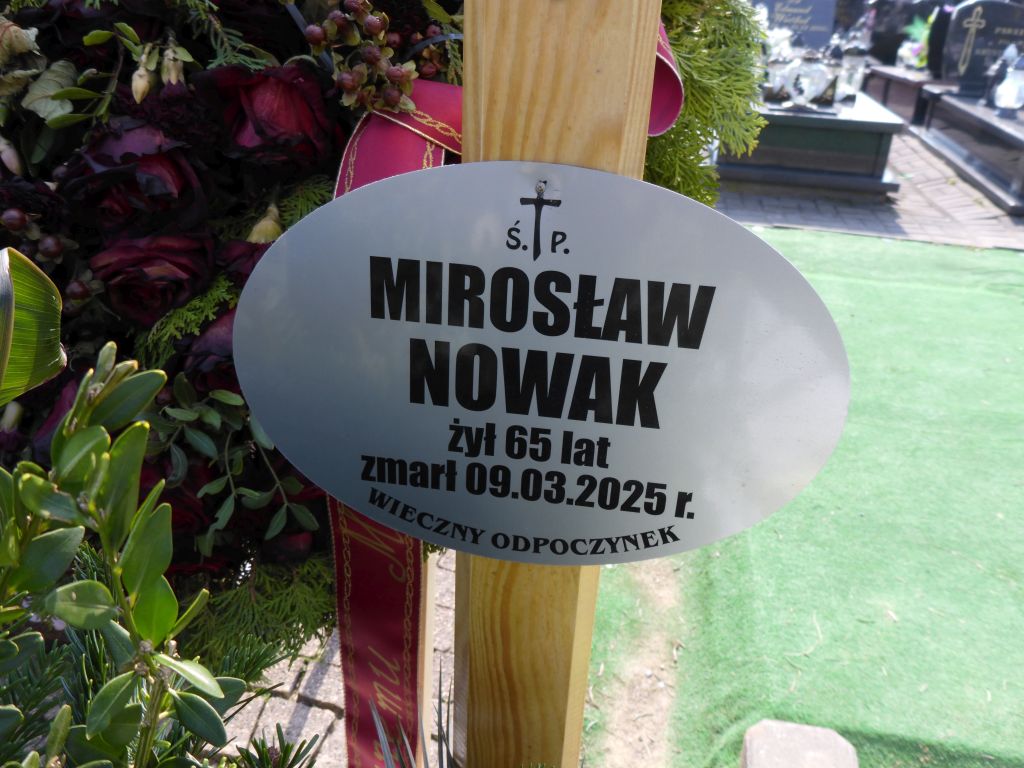 Ś. P.
MIROSŁAW
NOWAK
żył 65 lat
zmarł 09.03.2025 r.
WIECZNY ODPOCZYNEK